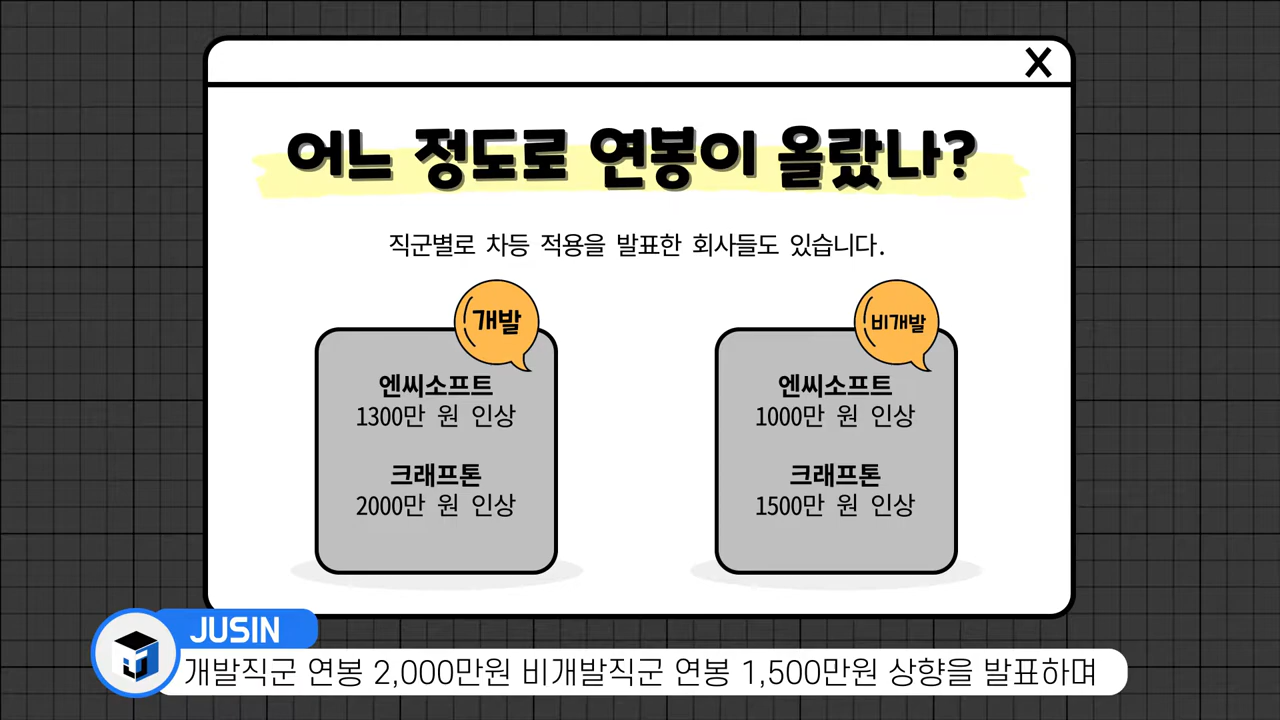 X
어느 정도로 연봉이 올랐나?
직군별로 차등 적용을 발표한 회사들도 있습니다.
개발
엔씨소프트
1300만 원 인상
크래프톤
2000만 원 인상
비개발
엔씨소프트
1000만 원 인상
크래프톤
1500만 원 인상
JUSIN
개발직군 연봉 2,000만원 비개발직군 연봉 1,500만원 상향을 발표하며